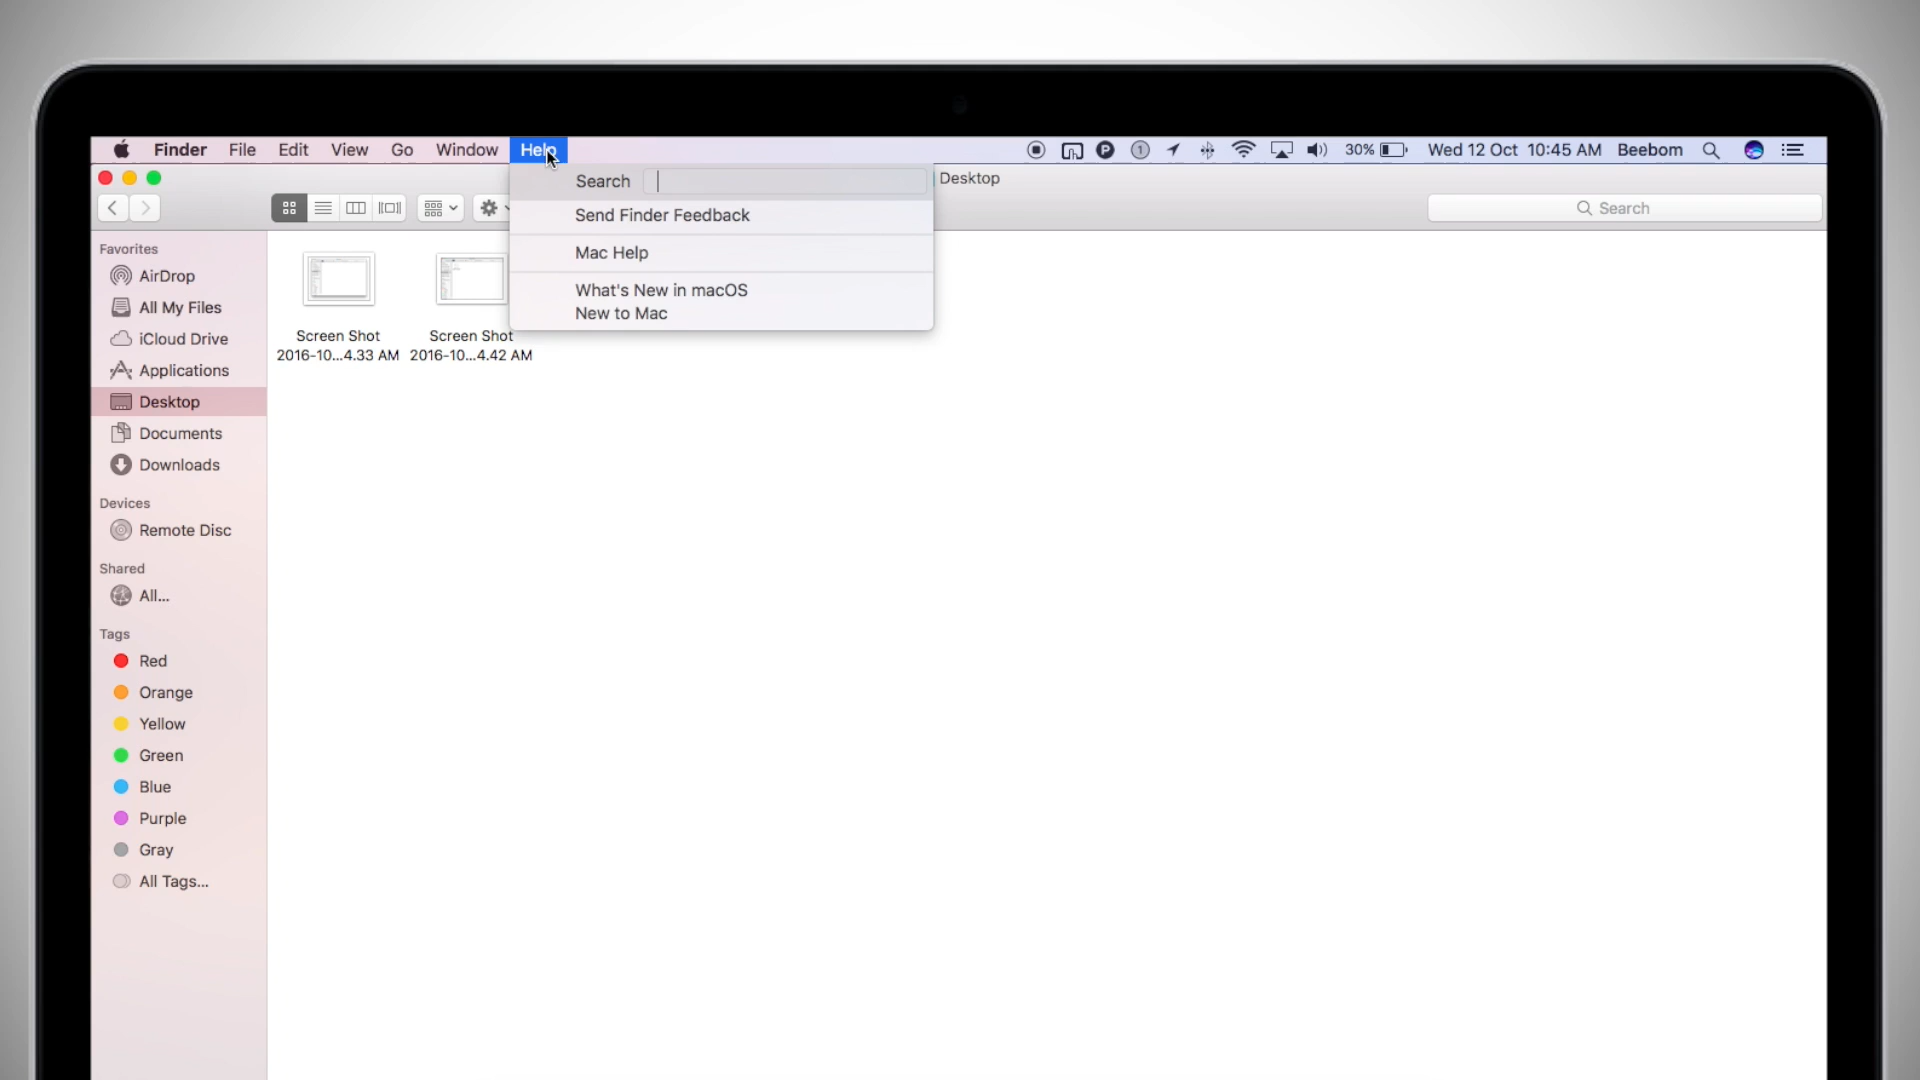 Finder File Edit View Go Window Help 30% Wed 12 Oct 10:45 AM Beebom
Desktop
Search
Search
Send Finder Feedback
Mac Help
What's New in macOS
New to Mac
Favorites
AirDrop
All My Files
iCloud Drive
Applications
Desktop
Documents
Downloads
Devices
Remote Disc
Shared
All...
Tags
Red
Orange
Yellow
Green
Blue
Purple
Gray
All Tags...
Screen Shot
2016-10...4.33 AM
Screen Shot
2016-10...4.42 AM